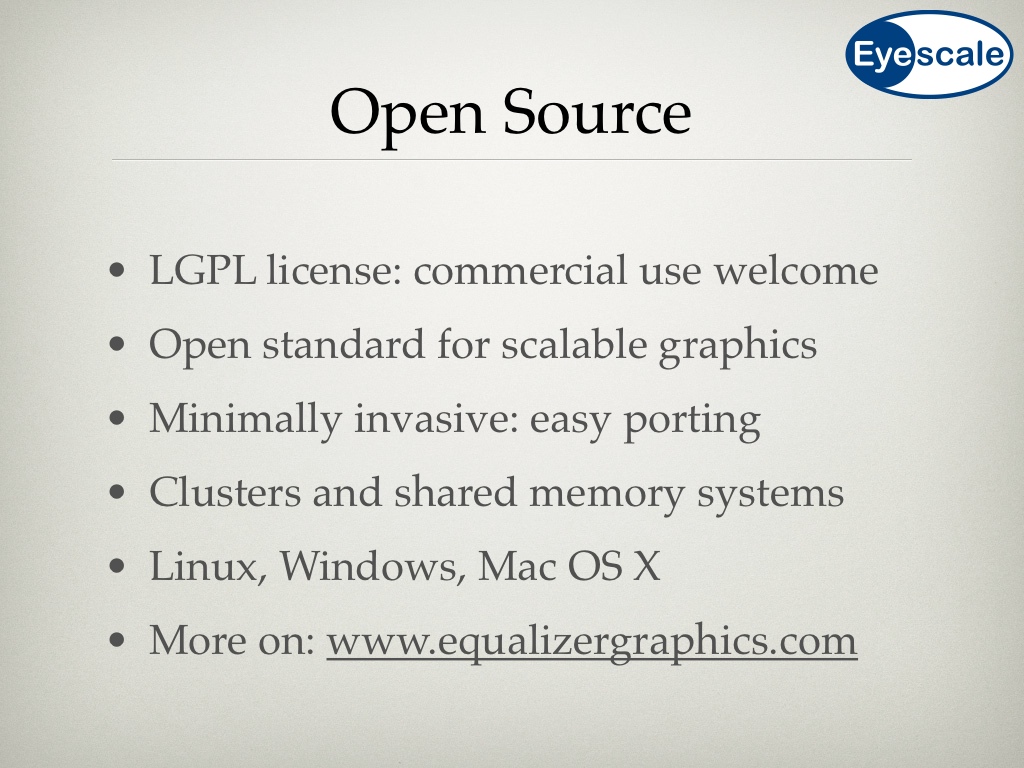 Eyescale
Open Source
• LGPL license: commercial use welcome
• Open standard for scalable graphics
• Minimally invasive: easy porting
• Clusters and shared memory systems
• Linux, Windows, Mac OS X
• More on: www.equalizergraphics.com